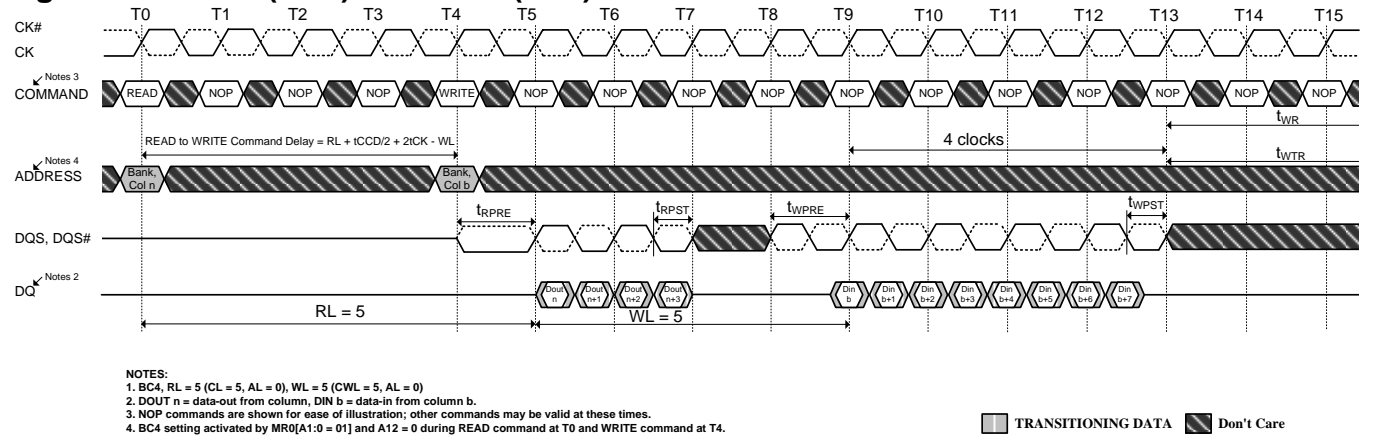 T0 T1 T2 T3 T4 T5 T6 T7 T8 T9 T10 T11 T12 T13 T14 T15
CK#
CK
Notes 3
COMMAND
READ NOP NOP NOP WRITE NOP NOP NOP NOP NOP NOP NOP NOP NOP NOP NOP
tWR
READ to WRITE Command Delay = RL + tCCD/2 + 2tCK - WL
4 clocks
tWTR
Notes 4
ADDRESS
Bank, Col n
Bank, Col b
tRPRE
tRPST
tWPRE
tWPST
DQS, DQS#
Notes 2
DQ
Dout n
Dout n+1
Dout n+2
Dout n+3
Din b
Din b+1
Din b+2
Din b+3
Din b+4
Din b+5
Din b+6
Din b+7
RL = 5
WL = 5
NOTES:
1. BC4, RL = 5 (CL = 5, AL = 0), WL = 5 (CWL = 5, AL = 0)
2. DOUT n = data-out from column, DIN b = data-in from column b.
3. NOP commands are shown for ease of illustration; other commands may be valid at these times.
4. BC4 setting activated by MR0[A1:0 = 01] and A12 = 0 during READ command at T0 and WRITE command at T4.
TRANSITIONING DATA
Don't Care